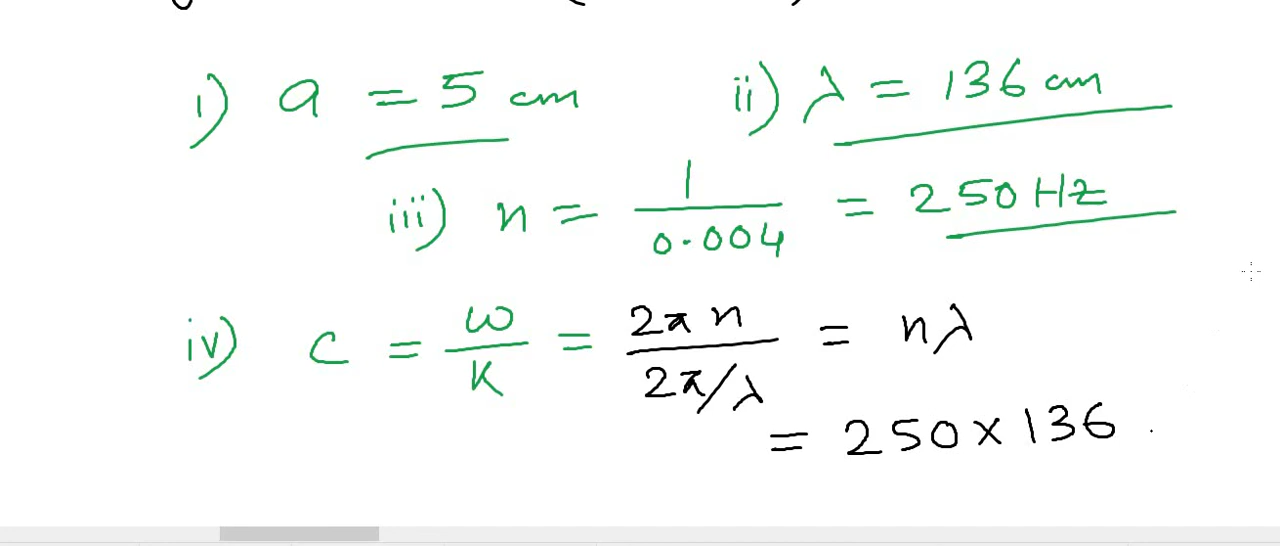 i) a = 5 cm ii) λ = 136 cm
iii) n = 1/0.004 = 250 Hz
iv) c = ω/K = 2πn/(2π/λ) = nλ
= 250 × 136